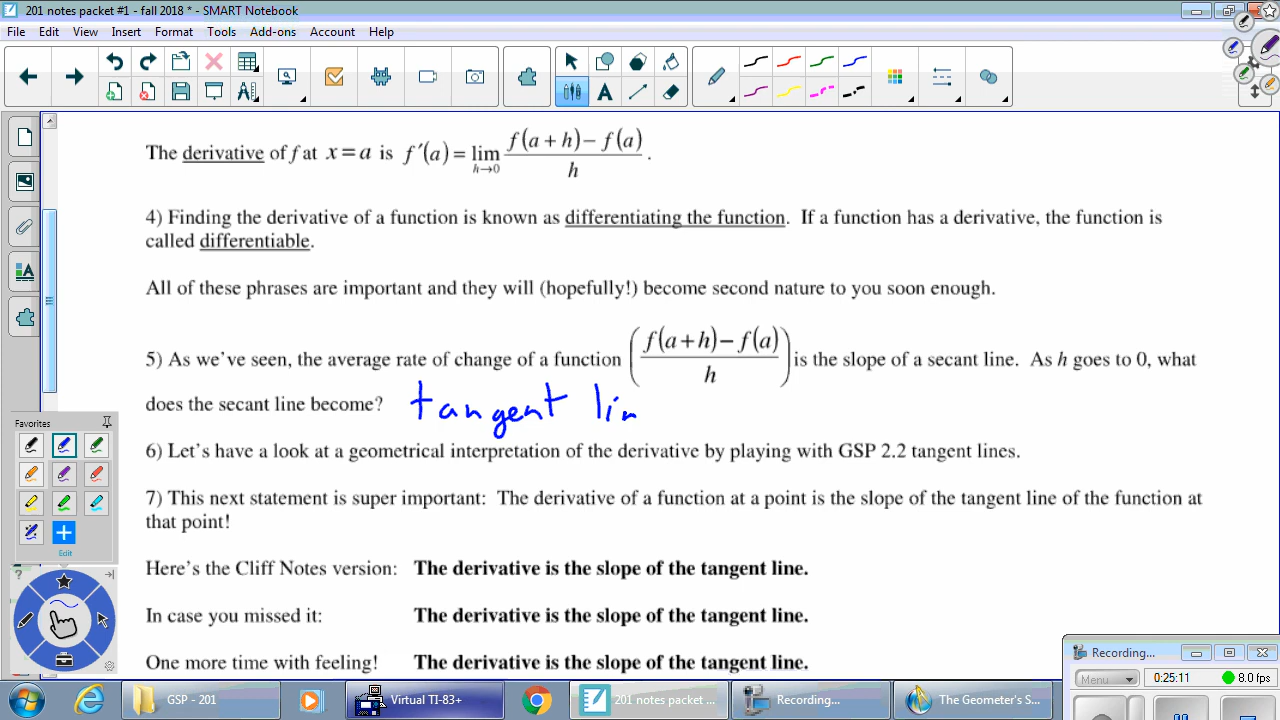 201 notes packet #1 - fall 2018 * - SMART Notebook
File Edit View Insert Format Tools Add-ons Account Help
The derivative of f at x = a is f′(a) = lim h→0 f(a + h) − f(a) / h .
4) Finding the derivative of a function is known as differentiating the function. If a function has a derivative, the function is
called differentiable.
All of these phrases are important and they will (hopefully!) become second nature to you soon enough.
5) As we've seen, the average rate of change of a function ( f(a+h) − f(a) / h ) is the slope of a secant line. As h goes to 0, what
does the secant line become? tangent lin
6) Let's have a look at a geometrical interpretation of the derivative by playing with GSP 2.2 tangent lines.
7) This next statement is super important: The derivative of a function at a point is the slope of the tangent line of the function at
that point!
Here's the Cliff Notes version: The derivative is the slope of the tangent line.
In case you missed it: The derivative is the slope of the tangent line.
One more time with feeling! The derivative is the slope of the tangent line.
Favorites
Edit
?
Recording...
Menu
0:25:11
8.0 fps
GSP - 201
Virtual TI-83+
201 notes packet ...
Recording...
The Geometer's S...